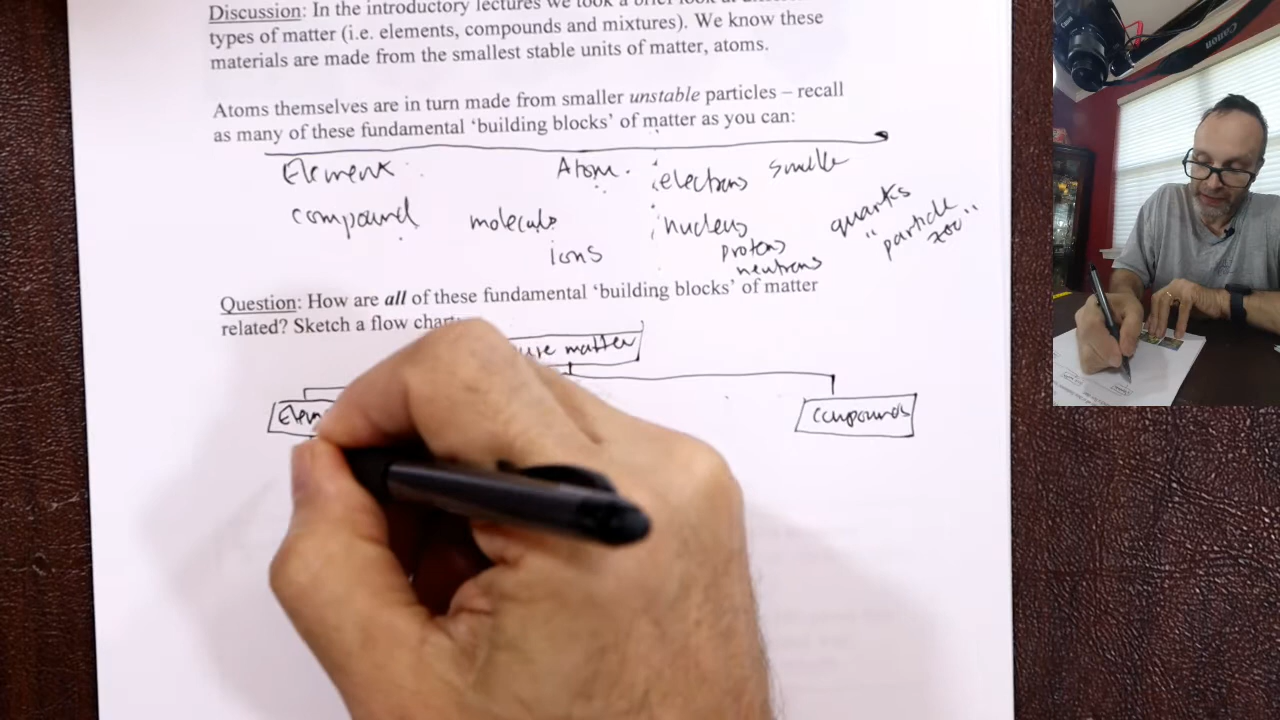 Discussion: In the introductory lectures we took a brief look at
types of matter (i.e. elements, compounds and mixtures). We know these
materials are made from the smallest stable units of matter, atoms.
Atoms themselves are in turn made from smaller unstable particles – recall
as many of these fundamental ‘building blocks’ of matter as you can:
Element Atom electrons smaller
compound molecule nucleus quarks
ions protons "particle
neutrons zoo"
Question: How are all of these fundamental ‘building blocks’ of matter
related? Sketch a flow
matter
compounds
Canon